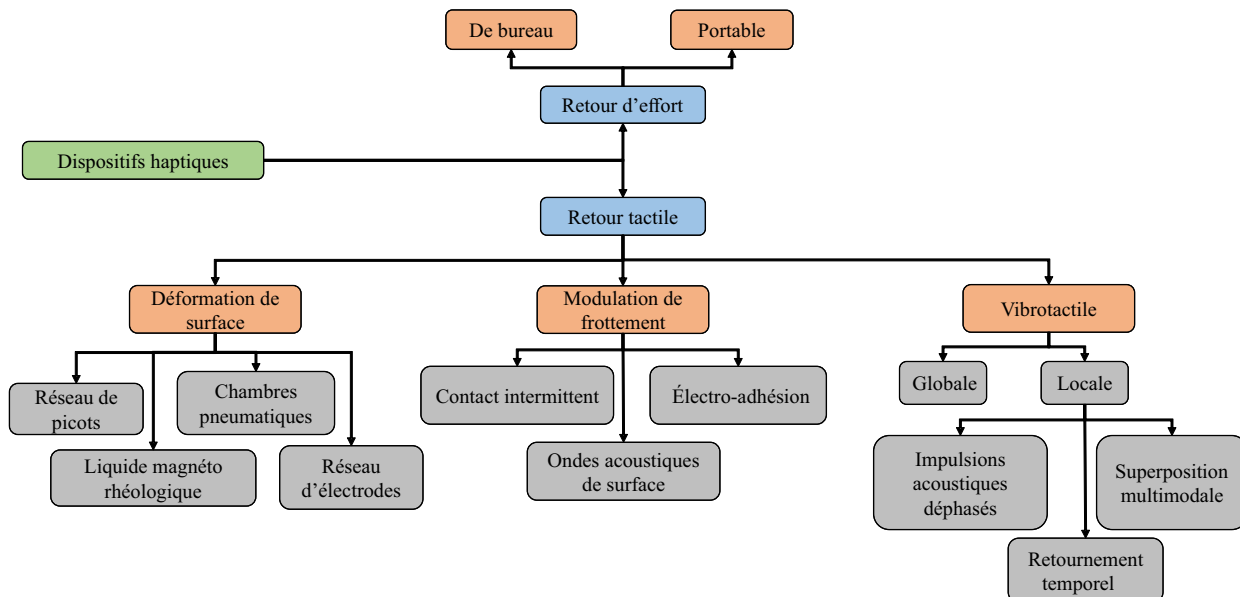 De bureau
Portable
Retour d’effort
Dispositifs haptiques
Retour tactile
Déformation de
surface
Modulation de
frottement
Vibrotactile
Réseau de
picots
Chambres
pneumatiques
Liquide magnéto
rhéologique
Réseau
d’électrodes
Contact intermittent
Électro-adhésion
Ondes acoustiques
de surface
Globale
Locale
Impulsions
acoustiques
déphasés
Superposition
multimodale
Retournement
temporel